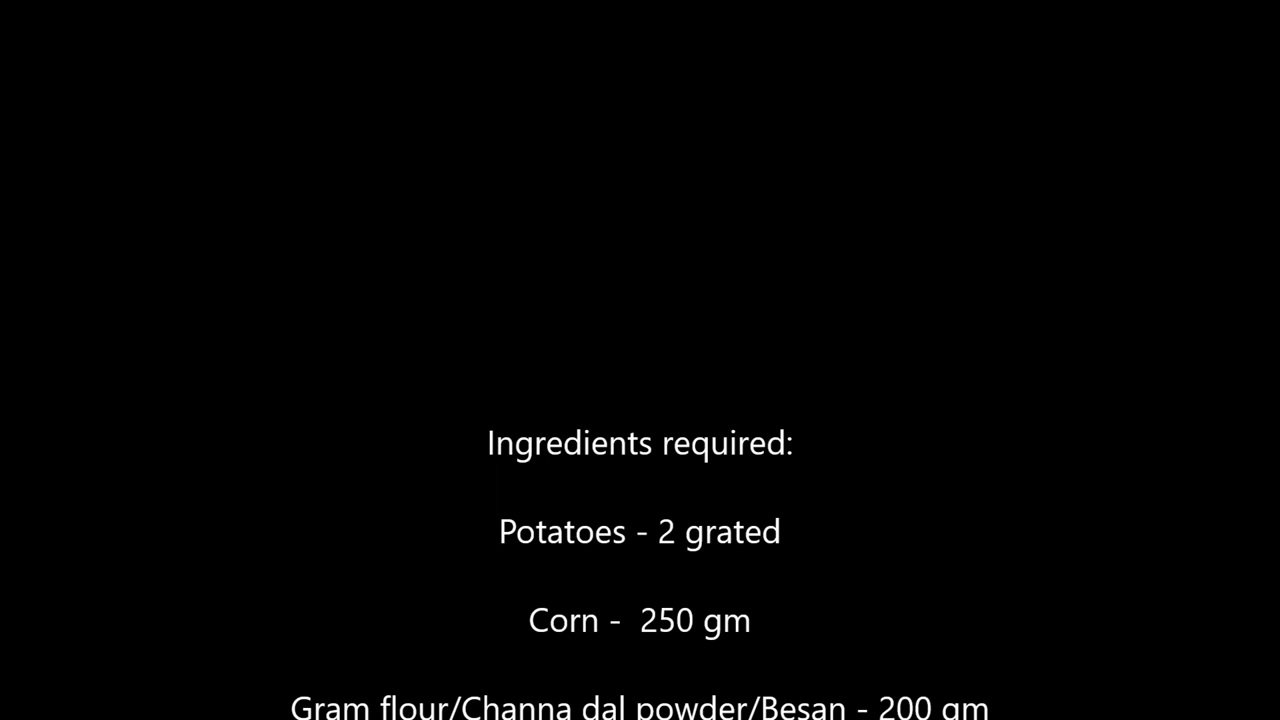 Ingredients required:
Potatoes - 2 grated
Corn -  250 gm
Gram flour/Channa dal powder/Besan - 200 gm